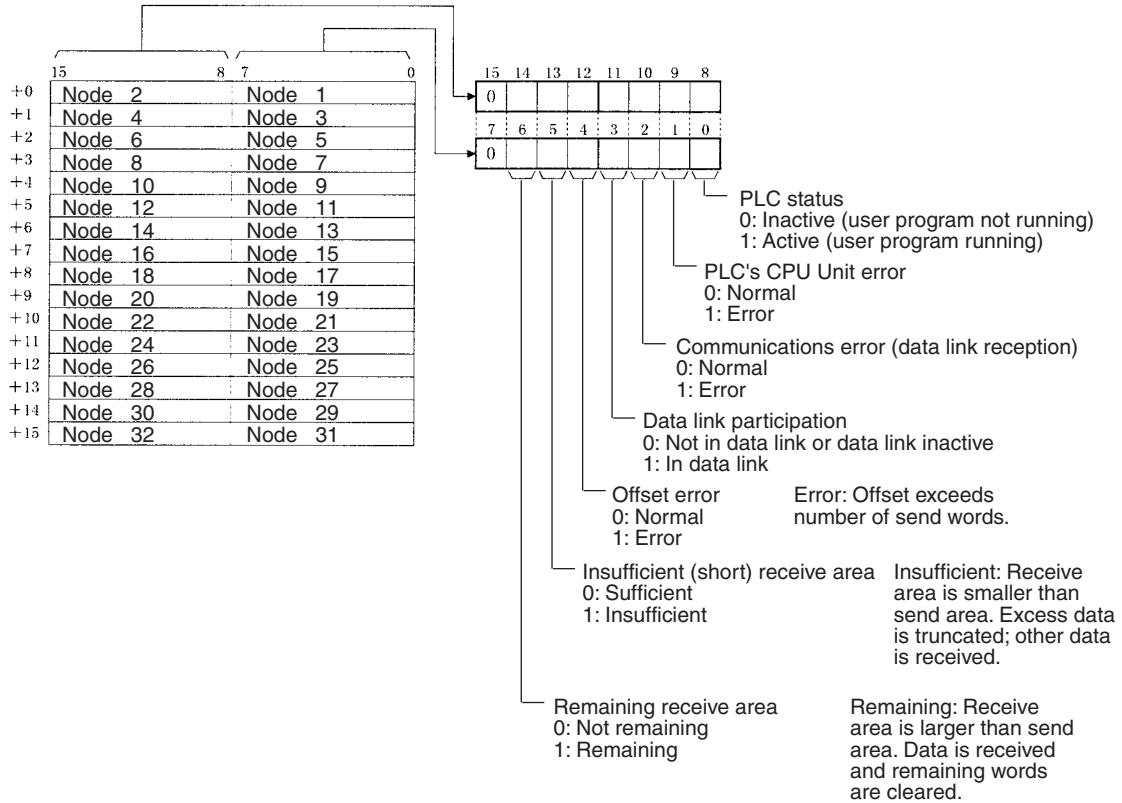 15 8 7 0
+0 Node 2 Node 1
+1 Node 4 Node 3
+2 Node 6 Node 5
+3 Node 8 Node 7
+4 Node 10 Node 9
+5 Node 12 Node 11
+6 Node 14 Node 13
+7 Node 16 Node 15
+8 Node 18 Node 17
+9 Node 20 Node 19
+10 Node 22 Node 21
+11 Node 24 Node 23
+12 Node 26 Node 25
+13 Node 28 Node 27
+14 Node 30 Node 29
+15 Node 32 Node 31
15 14 13 12 11 10 9 8
0
7 6 5 4 3 2 1 0
0
PLC status
0: Inactive (user program not running)
1: Active (user program running)
PLC's CPU Unit error
0: Normal
1: Error
Communications error (data link reception)
0: Normal
1: Error
Data link participation
0: Not in data link or data link inactive
1: In data link
Offset error
0: Normal
1: Error
Error: Offset exceeds
number of send words.
Insufficient (short) receive area
0: Sufficient
1: Insufficient
Insufficient: Receive
area is smaller than
send area. Excess data
is truncated; other data
is received.
Remaining receive area
0: Not remaining
1: Remaining
Remaining: Receive
area is larger than send
area. Data is received
and remaining words
are cleared.